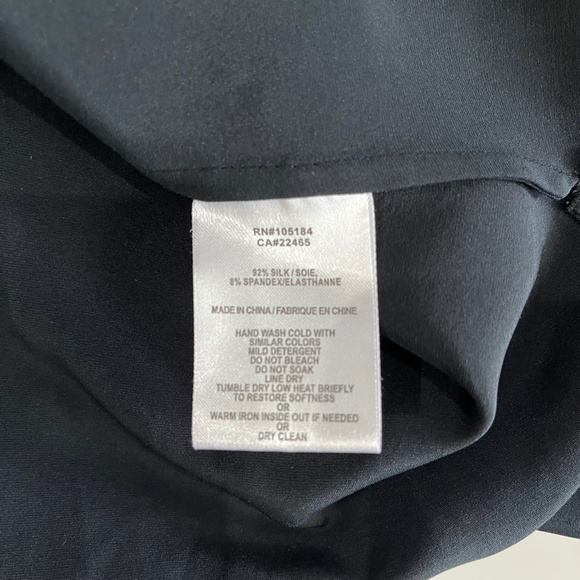 RN#105184
CA#22465
92% SILK / SOIE,
8% SPANDEX/ELASTHANNE
MADE IN CHINA / FABRIQUE EN CHINE
HAND WASH COLD WITH
SIMILAR COLORS
MILD DETERGENT
DO NOT BLEACH
DO NOT SOAK
LINE DRY
TUMBLE DRY LOW HEAT BRIEFLY
TO RESTORE SOFTNESS
OR
WARM IRON INSIDE OUT IF NEEDED
OR
DRY CLEAN